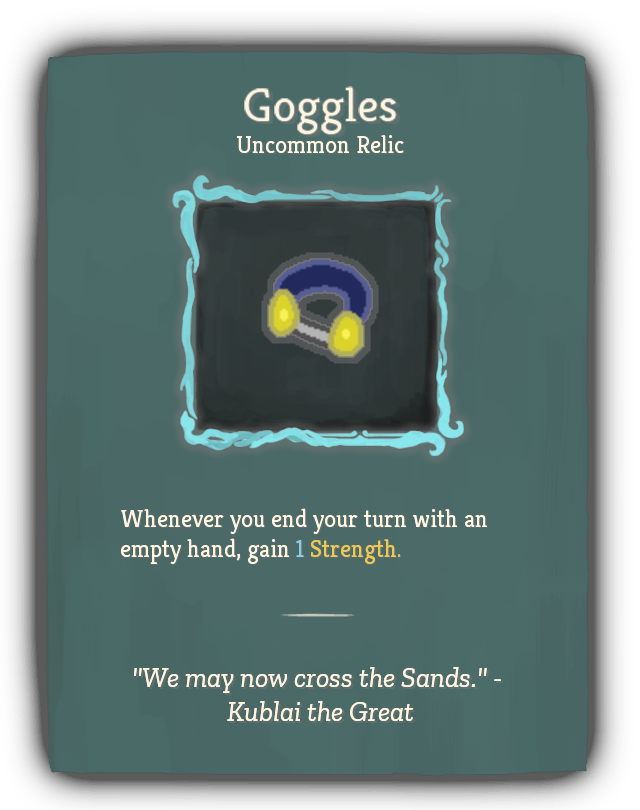 Goggles
Uncommon Relic
Whenever you end your turn with an
empty hand, gain 1 Strength.
"We may now cross the Sands." -
Kublai the Great